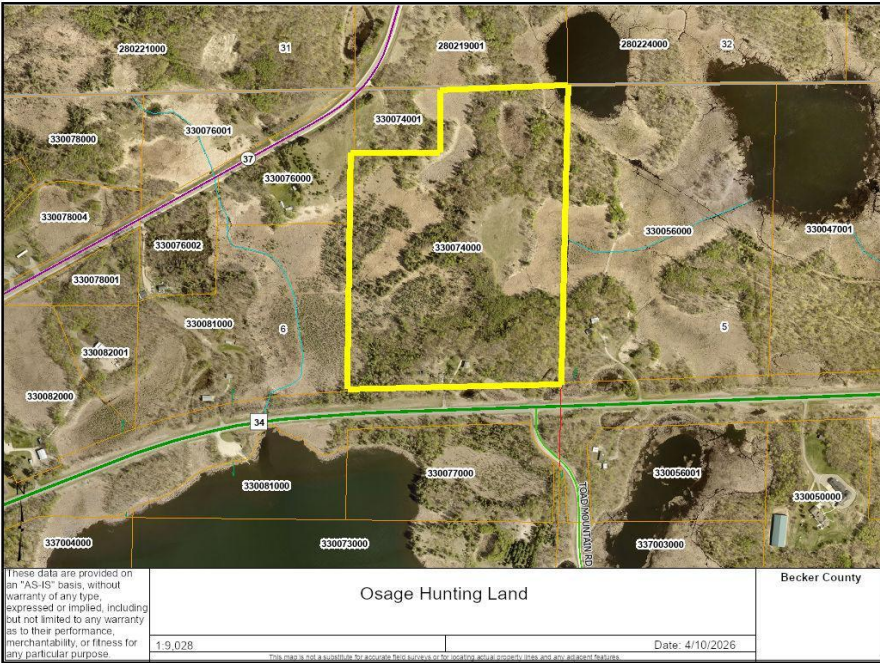 280221000
31
280219001
280224000
32
330074001
330076001
330078000
37
330076000
330078004
330076002
330074000
330056000
330047001
330078001
330081000
6
5
330082001
330082000
34
330077000
330081000
330056001
330050000
TOAD MOUNTAIN RD
337004000
330073000
337003000
These data are provided on
an "AS-IS" basis, without
warranty of any type,
expressed or implied, including
but not limited to any warranty
as to their performance,
merchantability, or fitness for
any particular purpose.
Osage Hunting Land
Becker County
1:9,028
Date: 4/10/2026
This map is not a substitute for accurate field surveys or for locating actual property lines and any adjacent features.